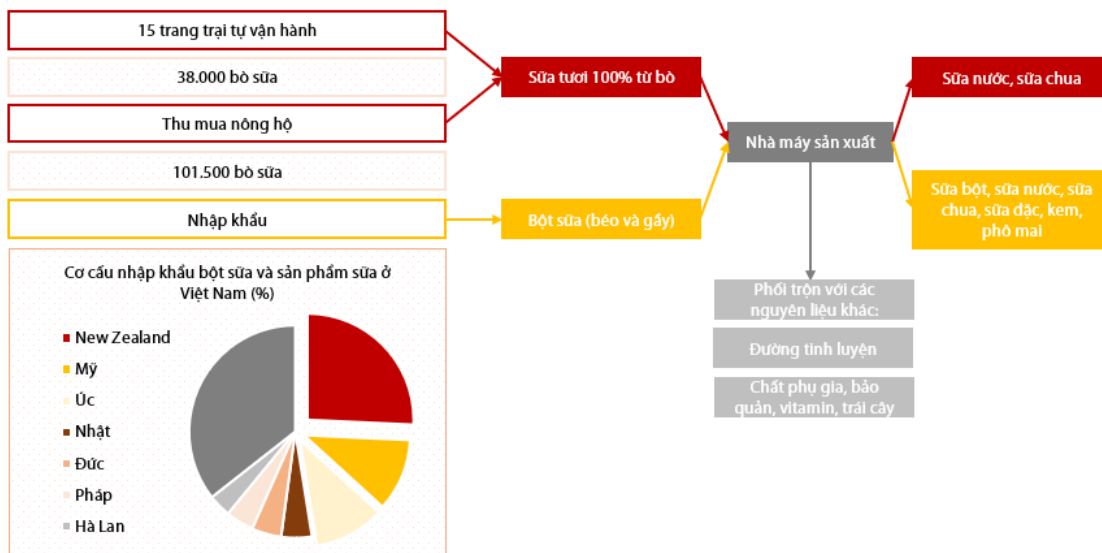 15 trang trại tự vận hành
38.000 bò sữa
Thu mua nông hộ
101.500 bò sữa
Nhập khẩu
Sữa tươi 100% từ bò
Bột sữa (béo và gầy)
Nhà máy sản xuất
Sữa nước, sữa chua
Sữa bột, sữa nước, sữa
chua, sữa đặc, kem,
phô mai
Phối trộn với các
nguyên liệu khác:
Đường tinh luyện
Chất phụ gia, bảo
quản, vitamin, trái cây
Cơ cấu nhập khẩu bột sữa và sản phẩm sữa ở
Việt Nam (%)
New Zealand
Mỹ
Úc
Nhật
Đức
Pháp
Hà Lan